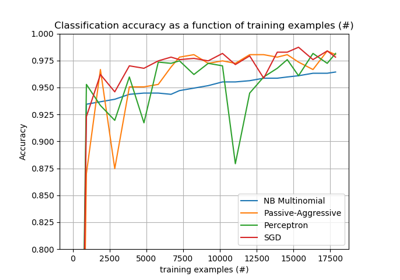 Classification accuracy as a function of training examples (#)
1.000
0.975
0.950
0.925
0.900
0.875
0.850
0.825
0.800
Accuracy
NB Multinomial
Passive-Aggressive
Perceptron
SGD
0 2500 5000 7500 10000 12500 15000 17500
training examples (#)